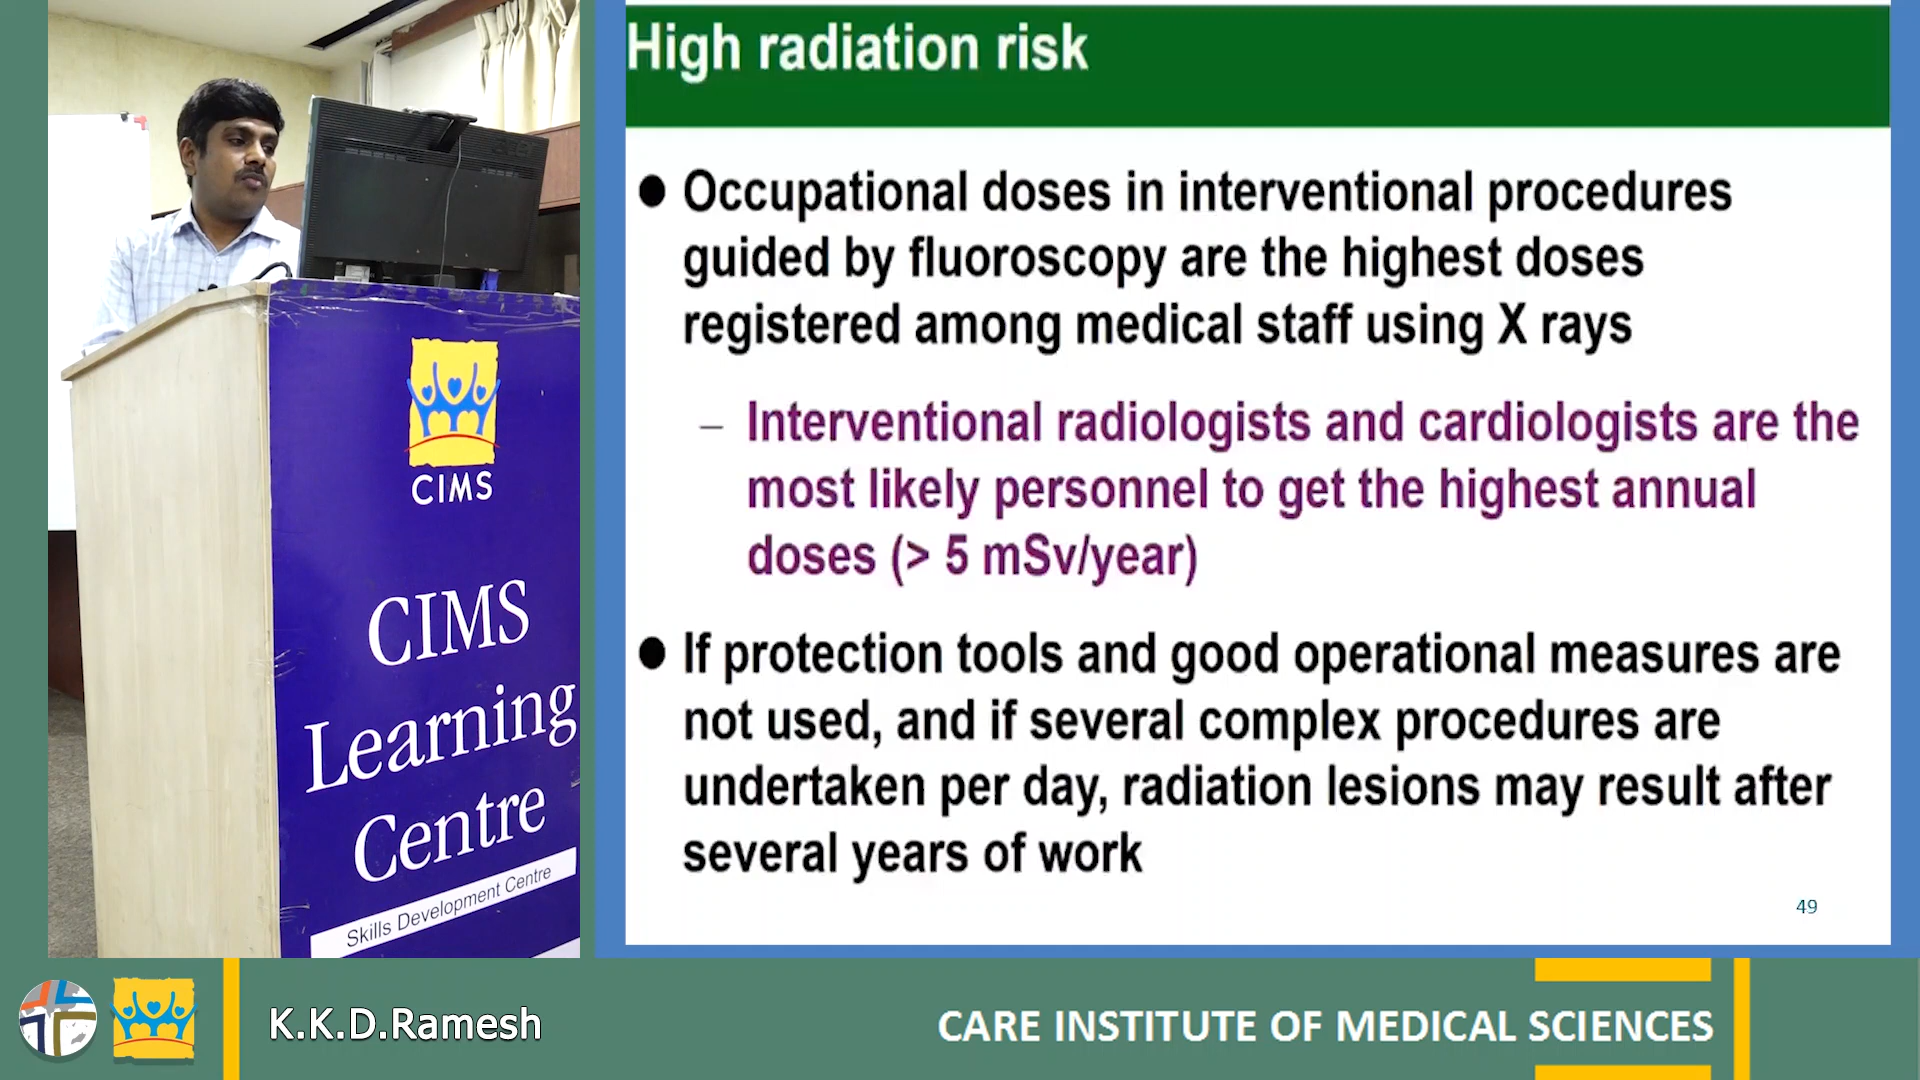 High radiation risk
● Occupational doses in interventional procedures
guided by fluoroscopy are the highest doses
registered among medical staff using X rays
– Interventional radiologists and cardiologists are the
most likely personnel to get the highest annual
doses (> 5 mSv/year)
● If protection tools and good operational measures are
not used, and if several complex procedures are
undertaken per day, radiation lesions may result after
several years of work
49
CIMS
CIMS
Learning
Centre
Skills Development Centre
K.K.D.Ramesh
CARE INSTITUTE OF MEDICAL SCIENCES